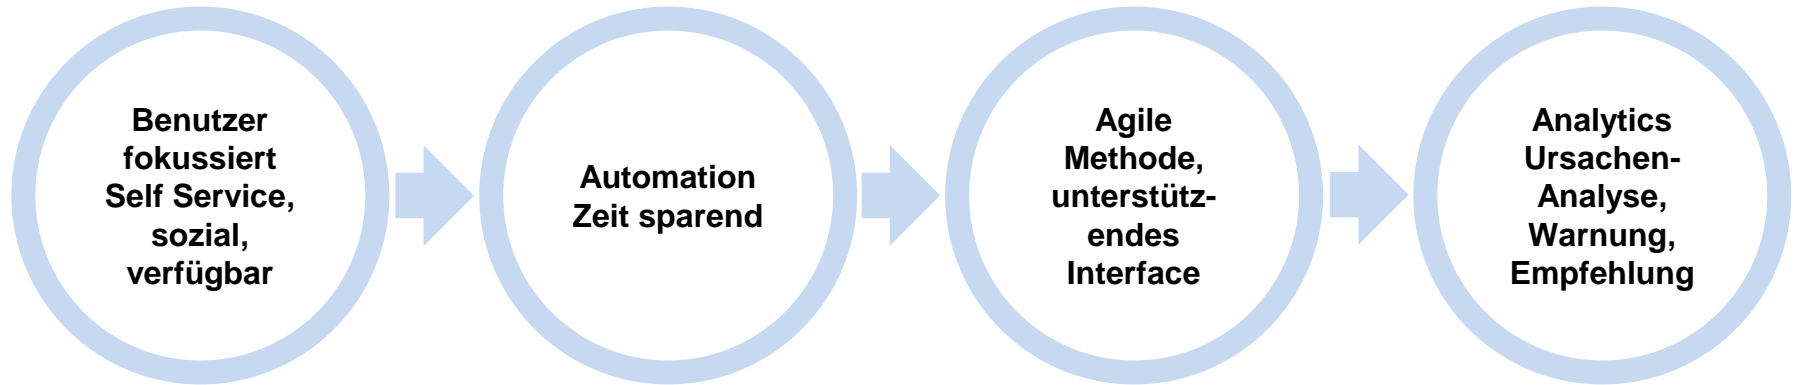 Benutzer
fokussiert
Self Service,
sozial,
verfügbar
Automation
Zeit sparend
Agile
Methode,
unterstütz-
endes
Interface
Analytics
Ursachen-
Analyse,
Warnung,
Empfehlung